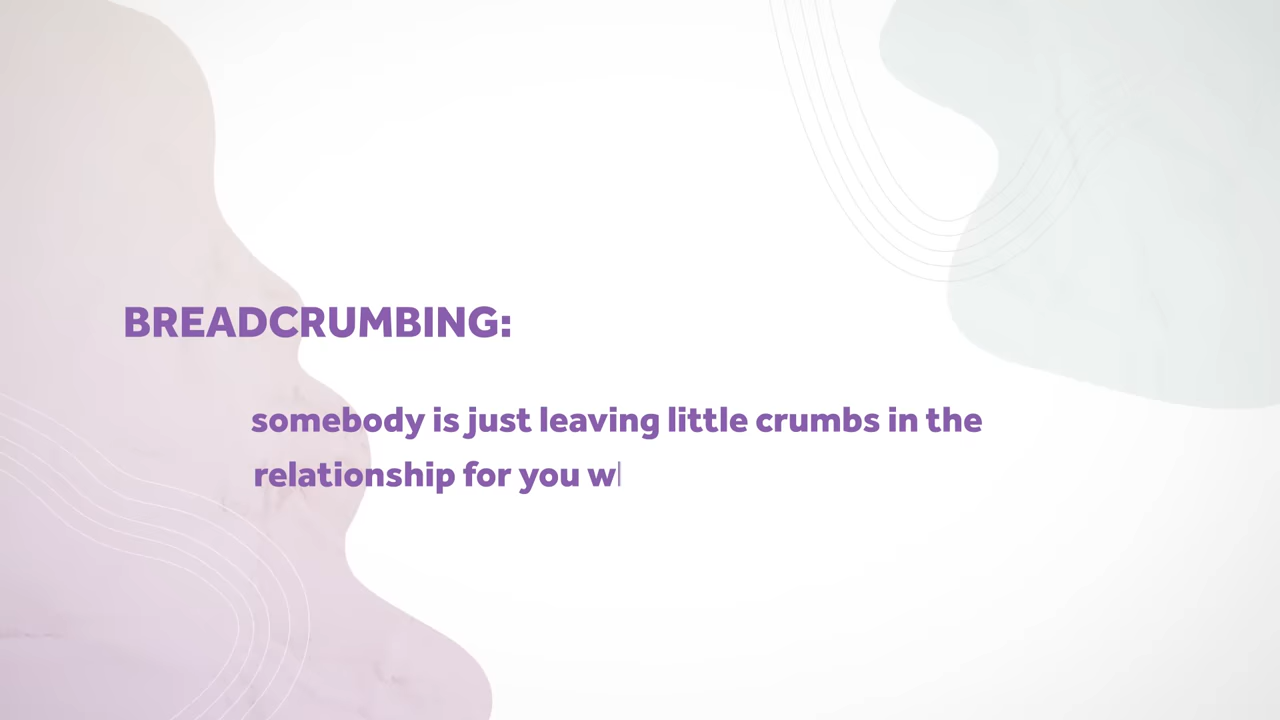 BREADCRUMBING:
somebody is just leaving little crumbs in the
relationship for you w